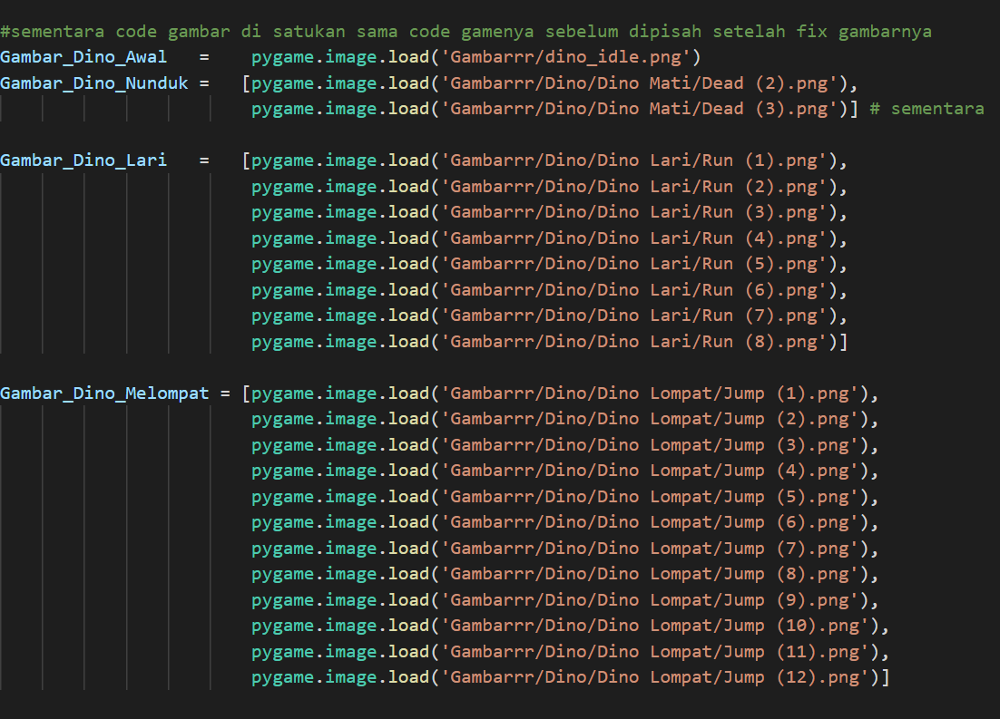 #sementara code gambar di satukan sama code gamenya sebelum dipisah setelah fix gambarnya
Gambar_Dino_Awal   =    pygame.image.load('Gambarrr/dino_idle.png')
Gambar_Dino_Nunduk =   [pygame.image.load('Gambarrr/Dino/Dino Mati/Dead (2).png'),
                        pygame.image.load('Gambarrr/Dino/Dino Mati/Dead (3).png')] # sementara

Gambar_Dino_Lari   =   [pygame.image.load('Gambarrr/Dino/Dino Lari/Run (1).png'),
                        pygame.image.load('Gambarrr/Dino/Dino Lari/Run (2).png'),
                        pygame.image.load('Gambarrr/Dino/Dino Lari/Run (3).png'),
                        pygame.image.load('Gambarrr/Dino/Dino Lari/Run (4).png'),
                        pygame.image.load('Gambarrr/Dino/Dino Lari/Run (5).png'),
                        pygame.image.load('Gambarrr/Dino/Dino Lari/Run (6).png'),
                        pygame.image.load('Gambarrr/Dino/Dino Lari/Run (7).png'),
                        pygame.image.load('Gambarrr/Dino/Dino Lari/Run (8).png')]

Gambar_Dino_Melompat = [pygame.image.load('Gambarrr/Dino/Dino Lompat/Jump (1).png'),
                        pygame.image.load('Gambarrr/Dino/Dino Lompat/Jump (2).png'),
                        pygame.image.load('Gambarrr/Dino/Dino Lompat/Jump (3).png'),
                        pygame.image.load('Gambarrr/Dino/Dino Lompat/Jump (4).png'),
                        pygame.image.load('Gambarrr/Dino/Dino Lompat/Jump (5).png'),
                        pygame.image.load('Gambarrr/Dino/Dino Lompat/Jump (6).png'),
                        pygame.image.load('Gambarrr/Dino/Dino Lompat/Jump (7).png'),
                        pygame.image.load('Gambarrr/Dino/Dino Lompat/Jump (8).png'),
                        pygame.image.load('Gambarrr/Dino/Dino Lompat/Jump (9).png'),
                        pygame.image.load('Gambarrr/Dino/Dino Lompat/Jump (10).png'),
                        pygame.image.load('Gambarrr/Dino/Dino Lompat/Jump (11).png'),
                        pygame.image.load('Gambarrr/Dino/Dino Lompat/Jump (12).png')]